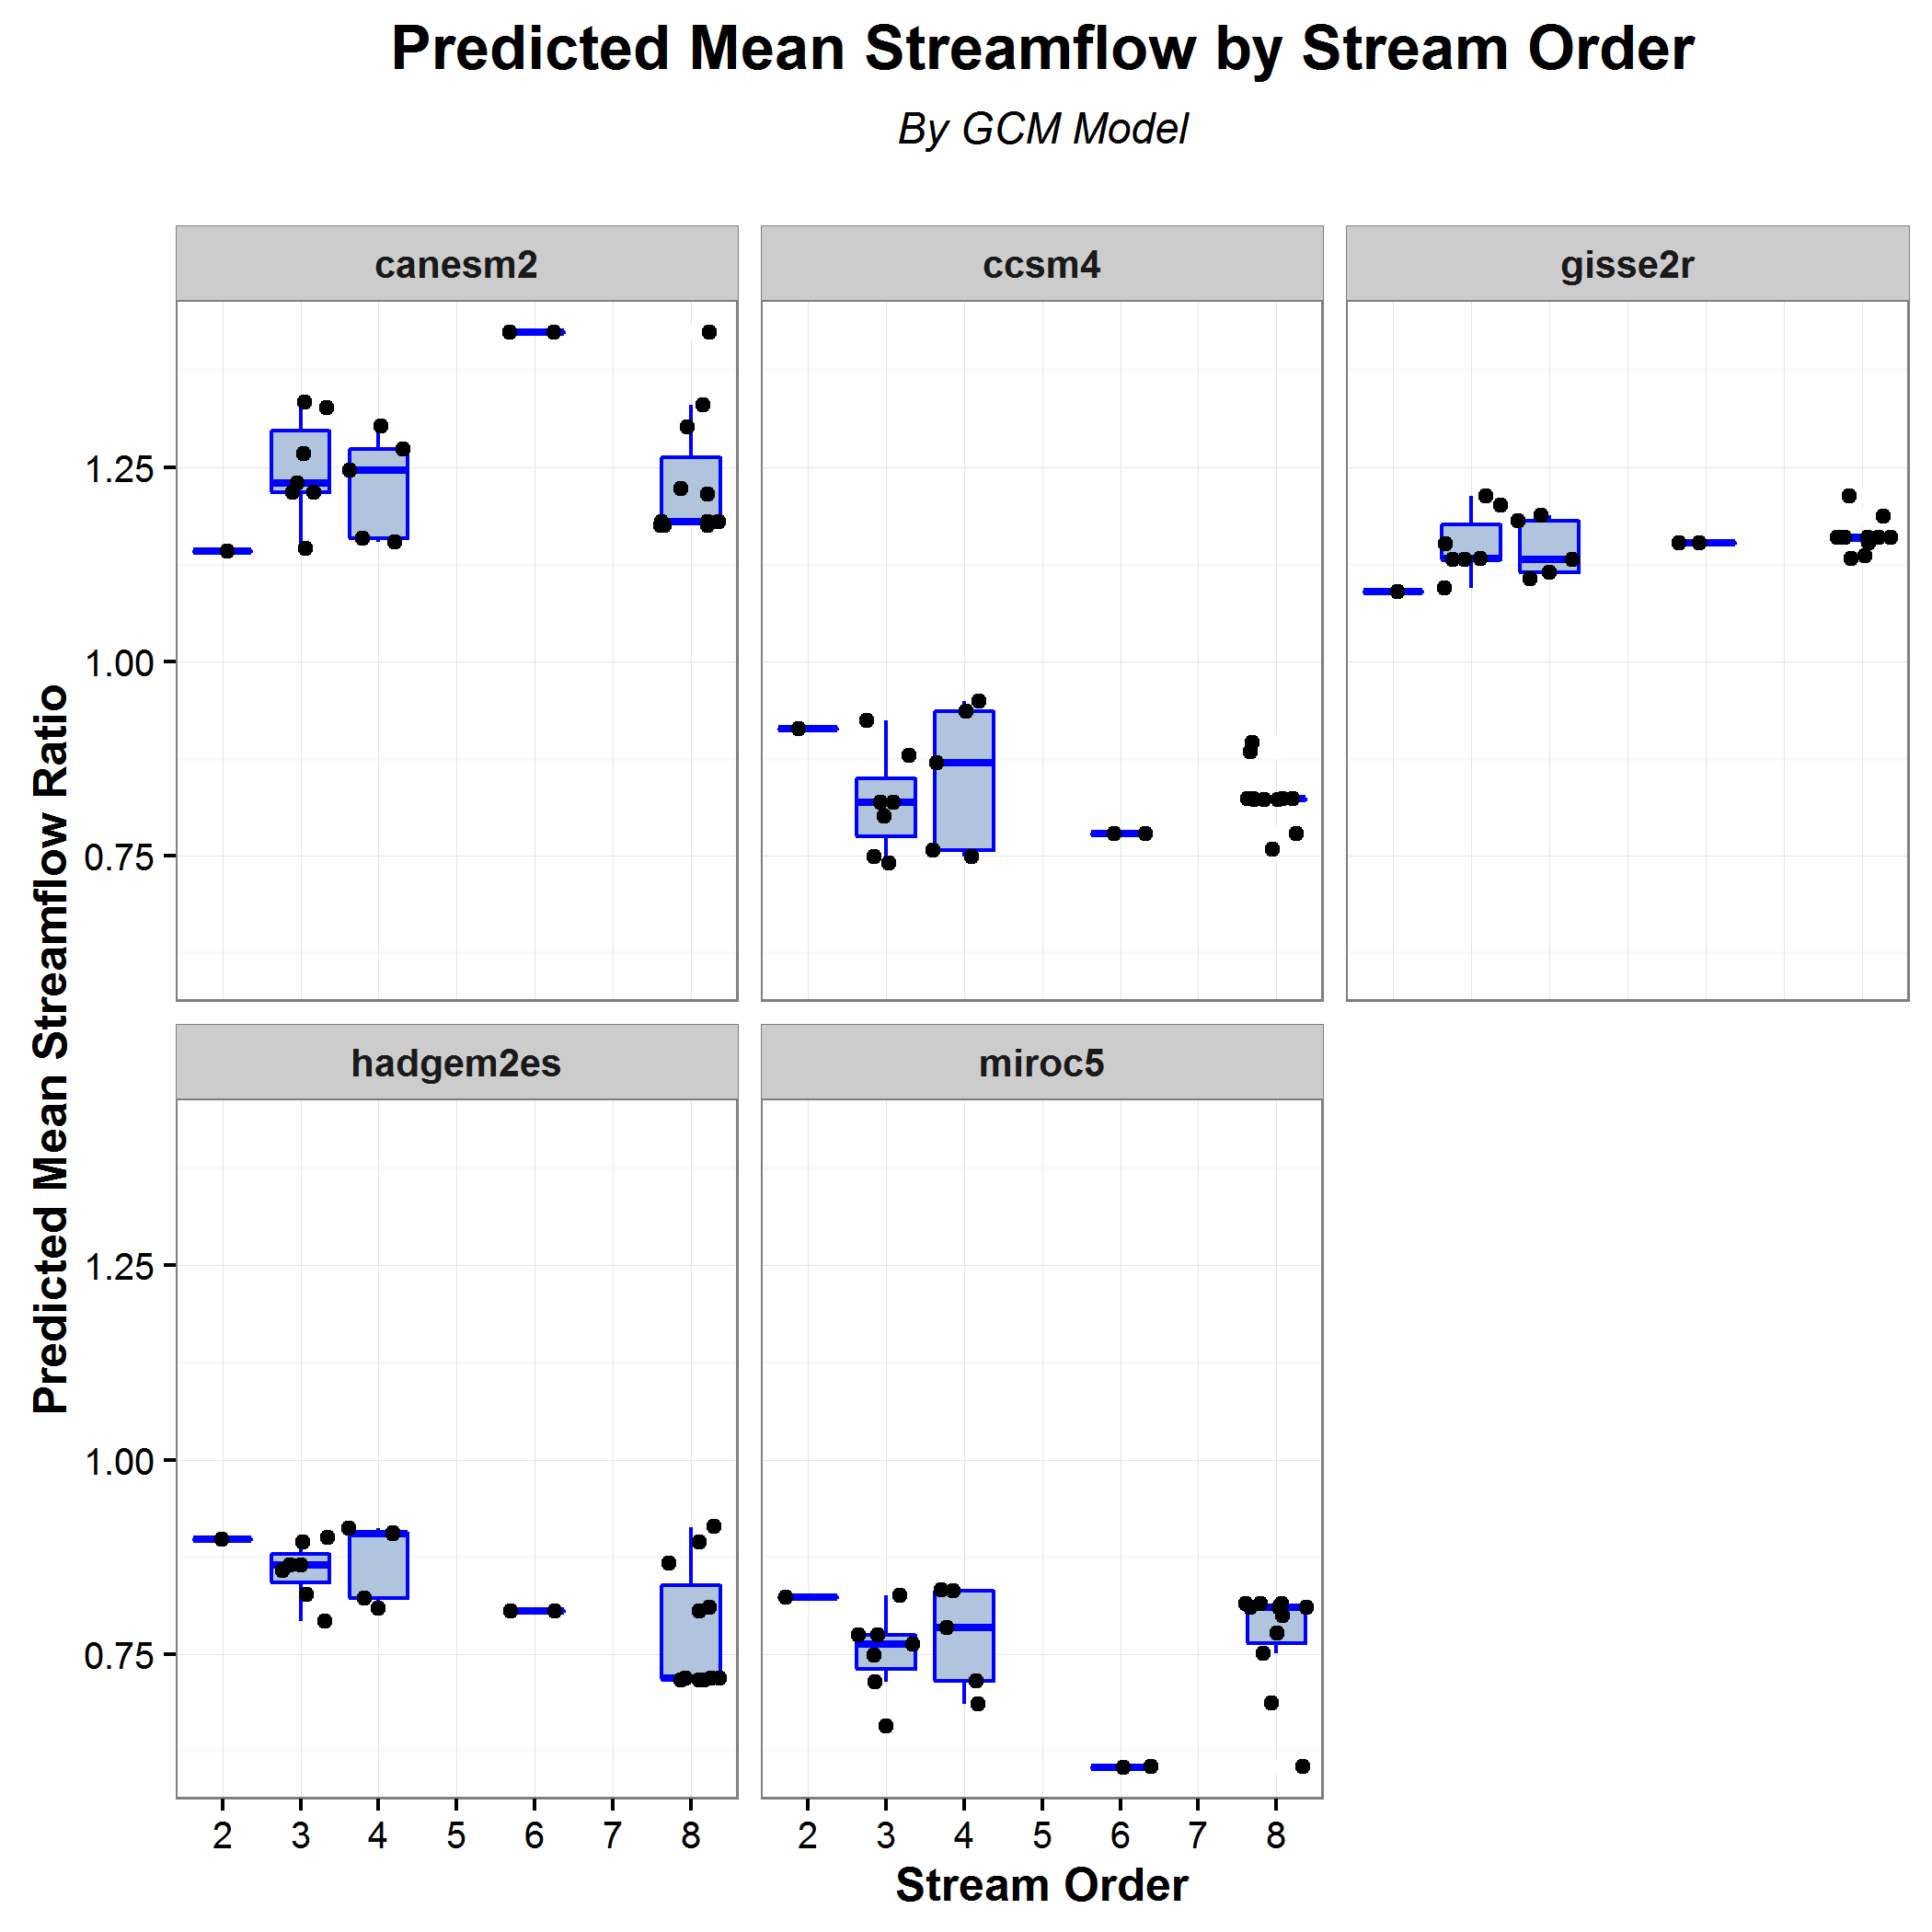 Predicted Mean Streamflow by Stream Order
By GCM Model
canesm2
ccsm4
gisse2r
1.25
1.00
0.75
Predicted Mean Streamflow Ratio
hadgem2es
miroc5
1.25
1.00
0.75
2 3 4 5 6 7 8
2 3 4 5 6 7 8
Stream Order